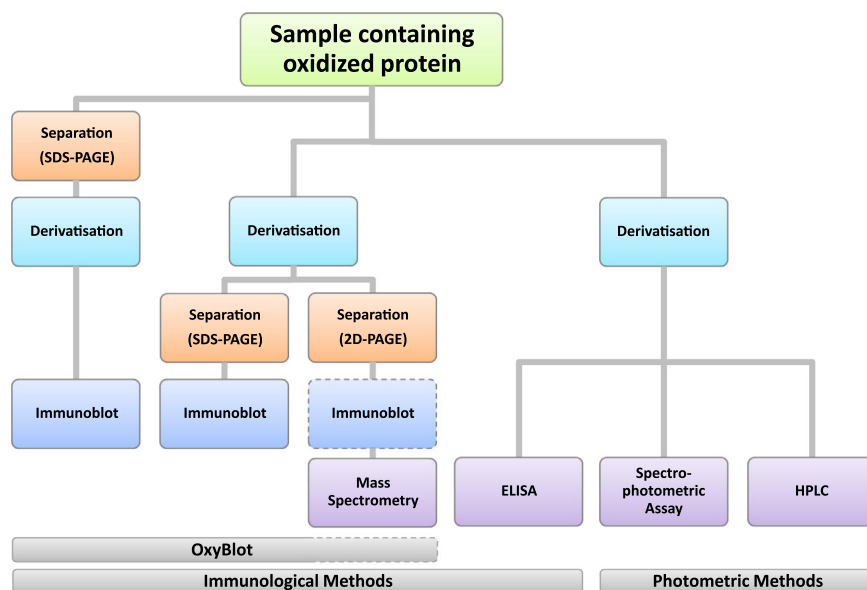 Sample containing
oxidized protein
Separation
(SDS-PAGE)
Derivatisation
Derivatisation
Derivatisation
Separation
(SDS-PAGE)
Separation
(2D-PAGE)
Immunoblot
Immunoblot
Immunoblot
Mass
Spectrometry
ELISA
Spectro-
photometric
Assay
HPLC
OxyBlot
Immunological Methods
Photometric Methods